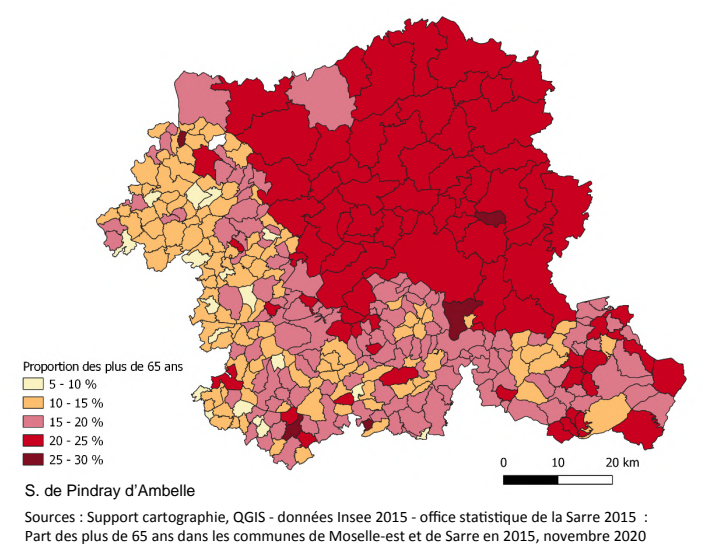 Proportion des plus de 65 ans
5 - 10 %
10 - 15 %
15 - 20 %
20 - 25 %
25 - 30 %
0 10 20 km
S. de Pindray d'Ambelle
Sources : Support cartographie, QGIS - données Insee 2015 - office statistique de la Sarre 2015 :
Part des plus de 65 ans dans les communes de Moselle-est et de Sarre en 2015, novembre 2020